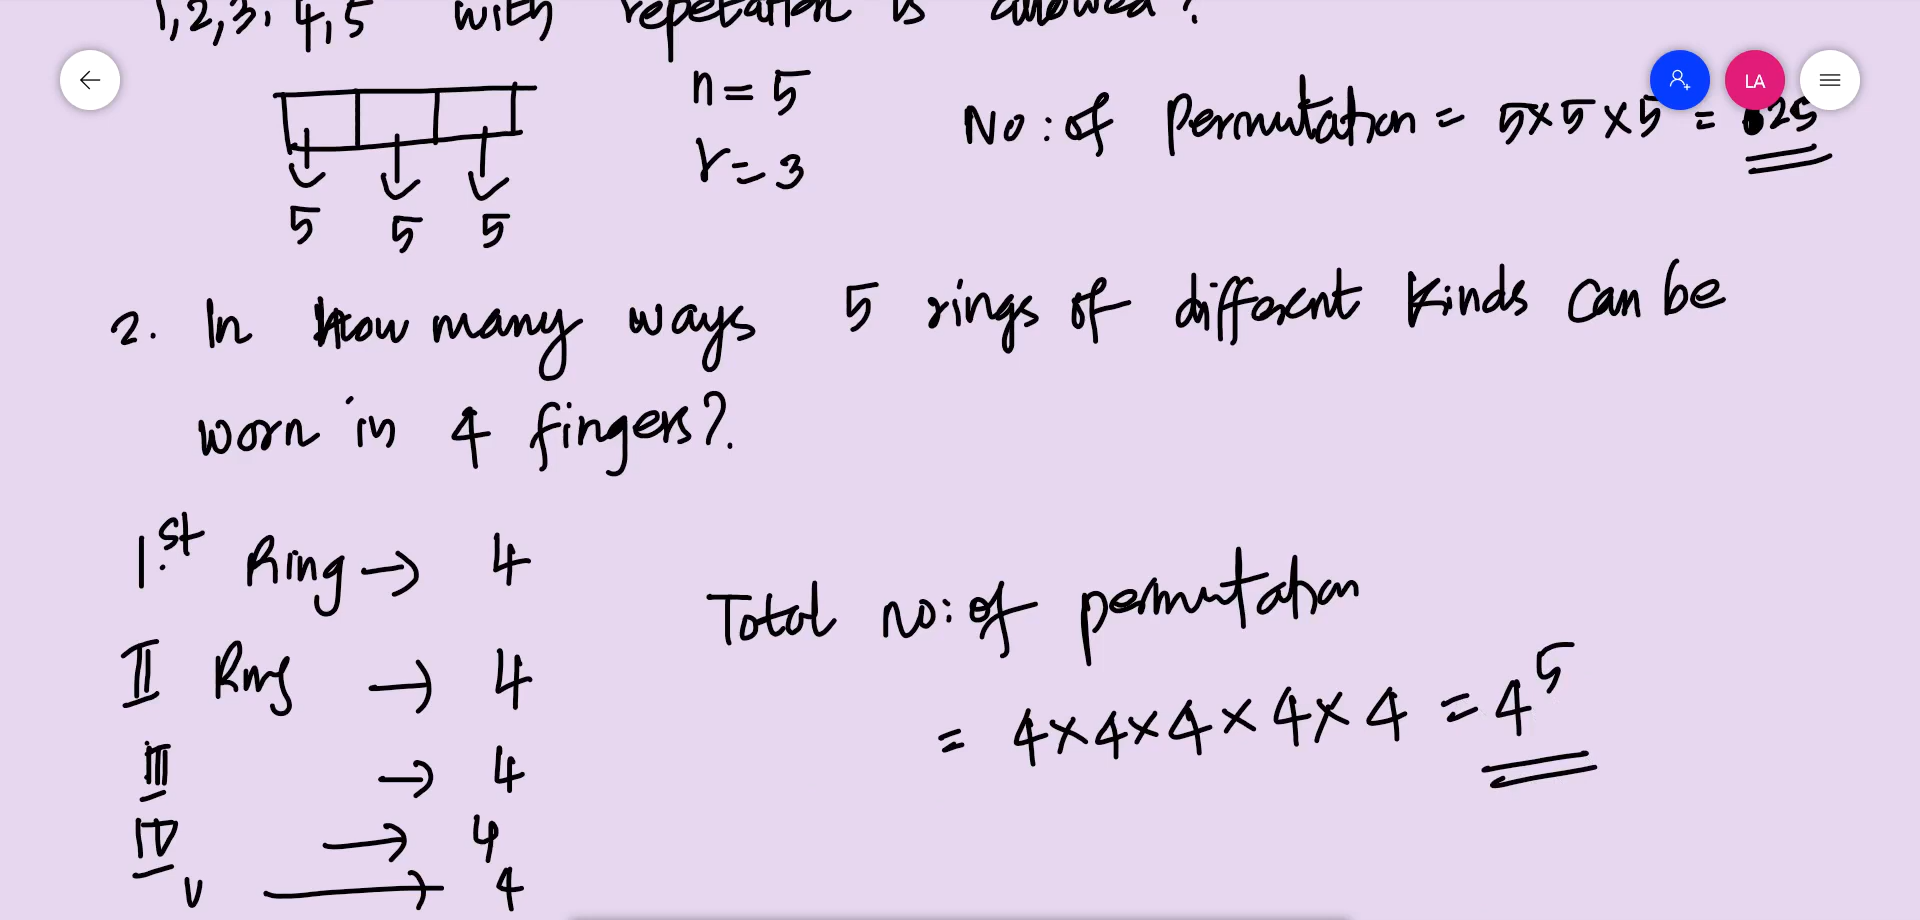 1,2,3,4,5 with repetation is allowed?
n = 5
r = 3
No: of Permutation = 5×5×5 = 125
LA
5 5 5
2. In How many ways 5 rings of different Kinds can be
worn in 4 fingers?
1st Ring → 4
II Ring → 4
III → 4
IV → 4
V → 4
Total no: of permutation
= 4×4×4×4×4 = 4⁵